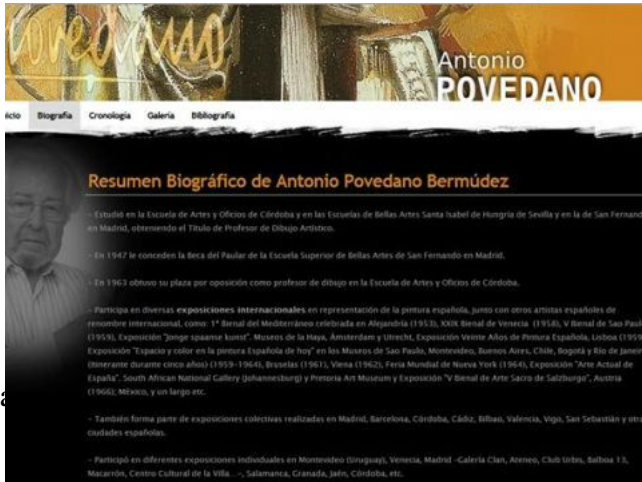 povedano
Antonio
POVEDANO
icio Biografía Cronología Galería Bibliografía
Resumen Biográfico de Antonio Povedano Bermúdez
- Estudió en la Escuela de Artes y Oficios de Córdoba y en las Escuelas de Bellas Artes Santa Isabel de Hungría de Sevilla y en la de San Fernand
en Madrid, obteniendo el Título de Profesor de Dibujo Artístico.
- En 1947 le conceden la Beca del Paular de la Escuela Superior de Bellas Artes de San Fernando en Madrid.
- En 1963 obtuvo su plaza por oposición como profesor de dibujo en la Escuela de Artes y Oficios de Córdoba.
- Participa en diversas exposiciones internacionales en representación de la pintura española, junto con otros artistas españoles de
renombre internacional, como: 1ª Bienal del Mediterráneo celebrada en Alejandría (1953), XXIX Bienal de Venecia (1958), V Bienal de Sao Paul
(1959), Exposición "Jonge spaanse kunst". Museos de la Haya, Ámsterdam y Utrecht, Exposición Veinte Años de Pintura Española, Lisboa (1959
Exposición "Espacio y color en la pintura Española de hoy" en los Museos de Sao Paulo, Montevideo, Buenos Aires, Chile, Bogotá y Río de Janeir
(Itinerante durante cinco años) (1959-1964), Bruselas (1961), Viena (1962), Feria Mundial de Nueva York (1964), Exposición "Arte Actual de
España". South African National Gallery (Johannesburg) y Pretoria Art Museum y Exposición "V Bienal de Arte Sacro de Salzburgo", Austria
(1966); México, y un largo etc.
- También forma parte de exposiciones colectivas realizadas en Madrid, Barcelona, Córdoba, Cádiz, Bilbao, Valencia, Vigo, San Sebastián y otra
ciudades españolas.
- Participó en diferentes exposiciones individuales en Montevideo (Uruguay), Venecia, Madrid -Galería Clan, Ateneo, Club Urbis, Balboa 13,
Macarrón, Centro Cultural de la Villa... -, Salamanca, Granada, Jaén, Córdoba, etc.